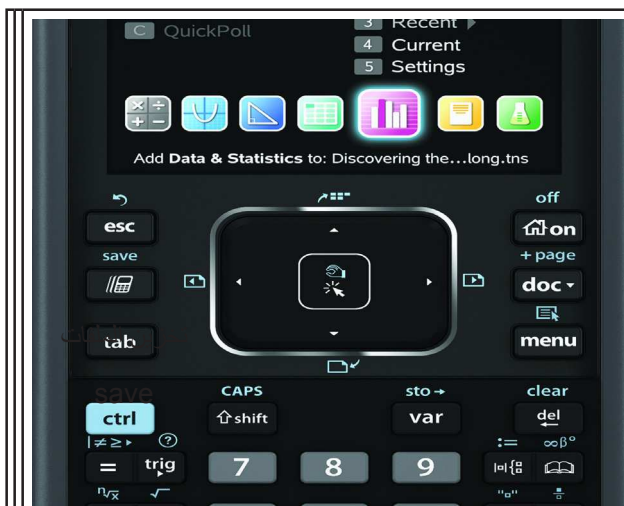 C QuickPoll
3 Recent ▶
4 Current
5 Settings
Add Data & Statistics to: Discovering the...long.tns
off
esc
on
save
+ page
doc ▾
tab
menu
save
CAPS
sto →
clear
ctrl
⇧shift
var
del
|≠≥▸ ?
:= ∞β°
= trig
7
8
9
|□|{
ⁿ√x √
"□"